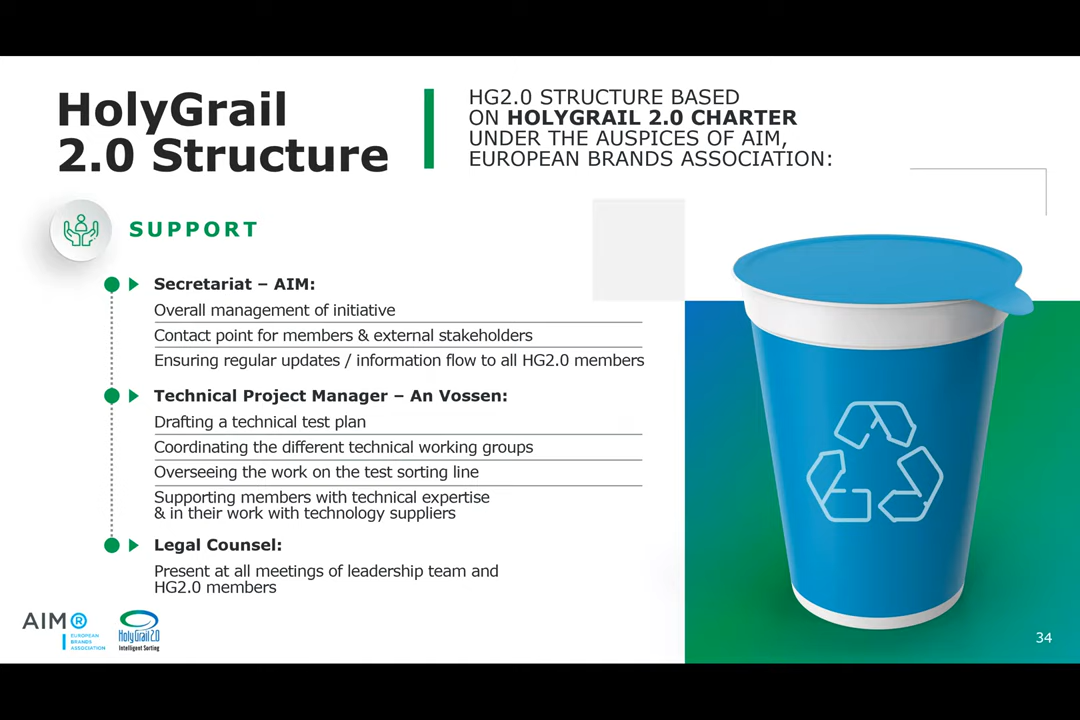 HolyGrail
2.0 Structure
HG2.0 STRUCTURE BASED
ON HOLYGRAIL 2.0 CHARTER
UNDER THE AUSPICES OF AIM,
EUROPEAN BRANDS ASSOCIATION:
SUPPORT
Secretariat – AIM:
Overall management of initiative
Contact point for members & external stakeholders
Ensuring regular updates / information flow to all HG2.0 members
Technical Project Manager – An Vossen:
Drafting a technical test plan
Coordinating the different technical working groups
Overseeing the work on the test sorting line
Supporting members with technical expertise
& in their work with technology suppliers
Legal Counsel:
Present at all meetings of leadership team and
HG2.0 members
AIM®
EUROPEAN
BRANDS
ASSOCIATION
HolyGrail 2.0
Intelligent Sorting
34